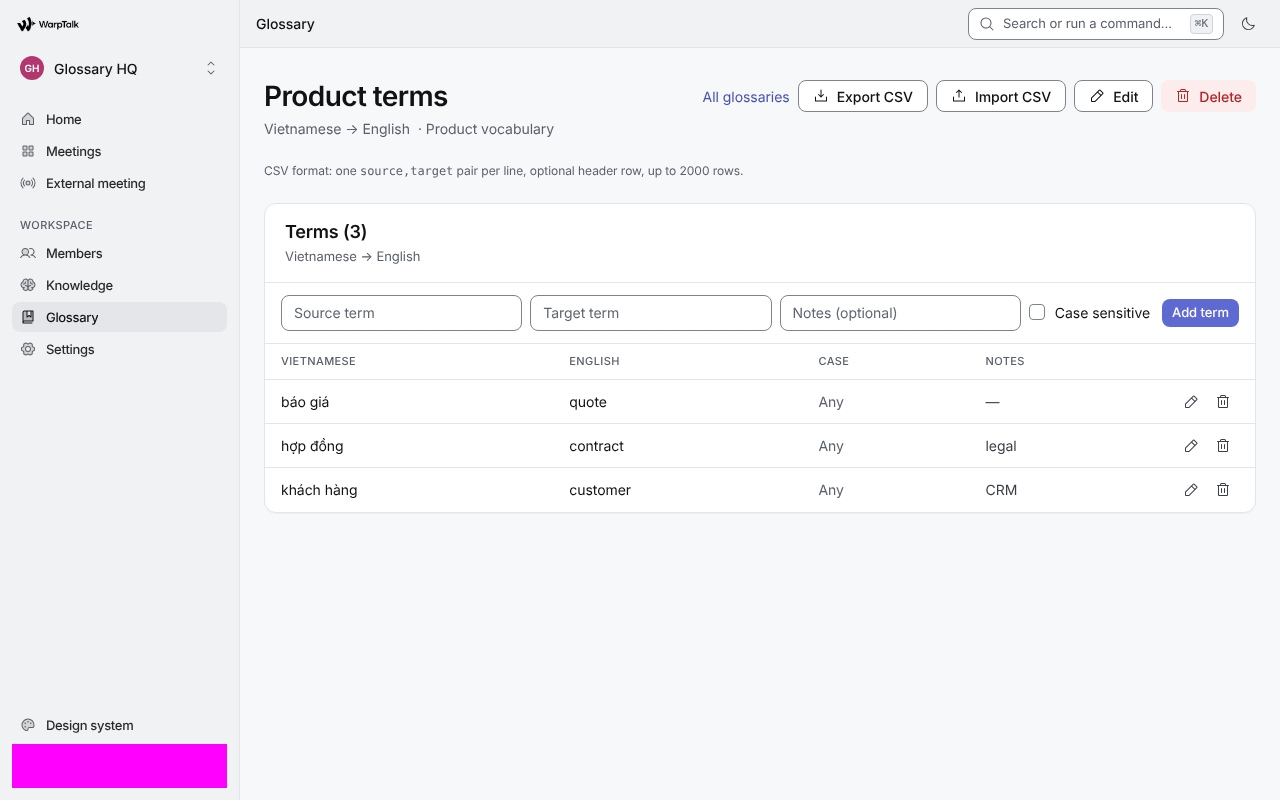 WarpTalk
Glossary
Search or run a command...
⌘K
GH
Glossary HQ
Home
Meetings
External meeting
WORKSPACE
Members
Knowledge
Glossary
Settings
Design system
Product terms
All glossaries
Export CSV
Import CSV
Edit
Delete
Vietnamese → English · Product vocabulary
CSV format: one source,target pair per line, optional header row, up to 2000 rows.
Terms (3)
Vietnamese → English
Source term
Target term
Notes (optional)
Case sensitive
Add term
VIETNAMESE ENGLISH CASE NOTES
báo giá quote Any —
hợp đồng contract Any legal
khách hàng customer Any CRM